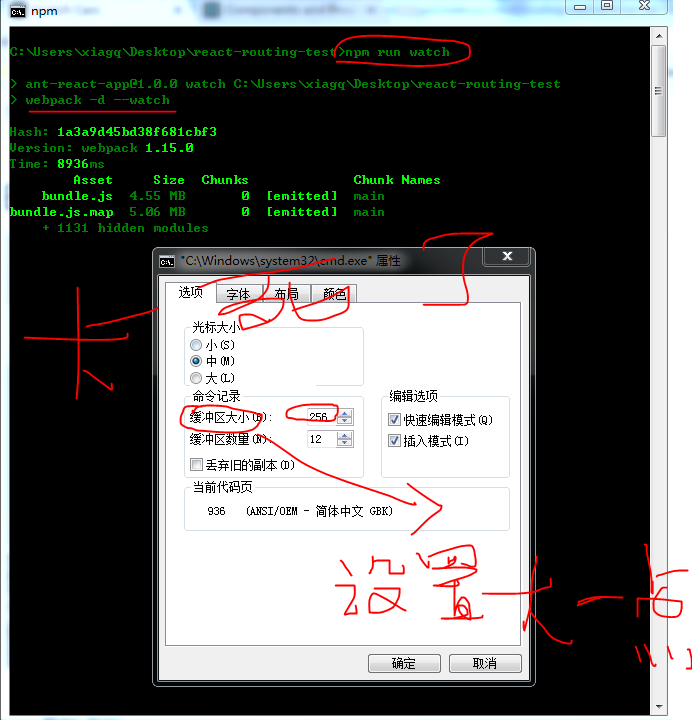 npm
C:\Users\xiagq\Desktop\react-routing-test>npm run watch
> ant-react-app@1.0.0 watch C:\Users\xiagq\Desktop\react-routing-test
> webpack -d --watch
Hash: 1a3a9d45bd38f681cbf3
Version: webpack 1.15.0
Time: 8936ms
Asset Size Chunks Chunk Names
bundle.js 4.55 MB 0 [emitted] main
bundle.js.map 5.06 MB 0 [emitted] main
+ 1131 hidden modules
"C:\Windows\system32\cmd.exe" 属性
选项 字体 布局 颜色
光标大小
小(S)
中(M)
大(L)
命令记录
缓冲区大小(B): 256
缓冲区数量(N): 12
丢弃旧的副本(D)
编辑选项
快速编辑模式(Q)
插入模式(I)
当前代码页
936 (ANSI/OEM - 简体中文 GBK)
设置长一点
确定 取消